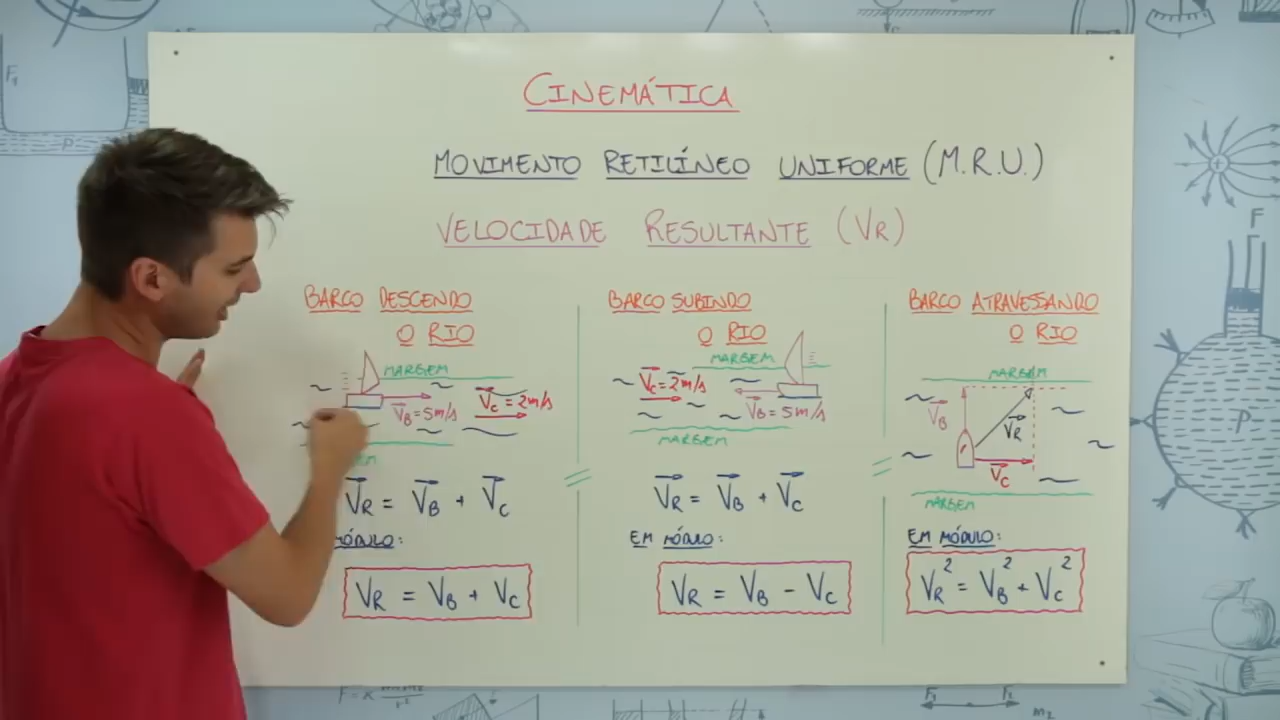 CINEMÁTICA
MOVIMENTO RETILÍNEO UNIFORME (M.R.U.)
VELOCIDADE RESULTANTE (VR)
BARCO DESCENDO
O RIO
MARGEM
VB = 5m/s
VC = 2m/s
VR = VB + VC
MÓDULO:
VR = VB + VC
BARCO SUBINDO
O RIO
MARGEM
VC = 2m/s
VB = 5m/s
MARGEM
VR = VB + VC
EM MÓDULO:
VR = VB - VC
BARCO ATRAVESSANDO
O RIO
MARGEM
VB
VR
VC
MARGEM
EM MÓDULO:
VR² = VB² + VC²
F1
P
F
P